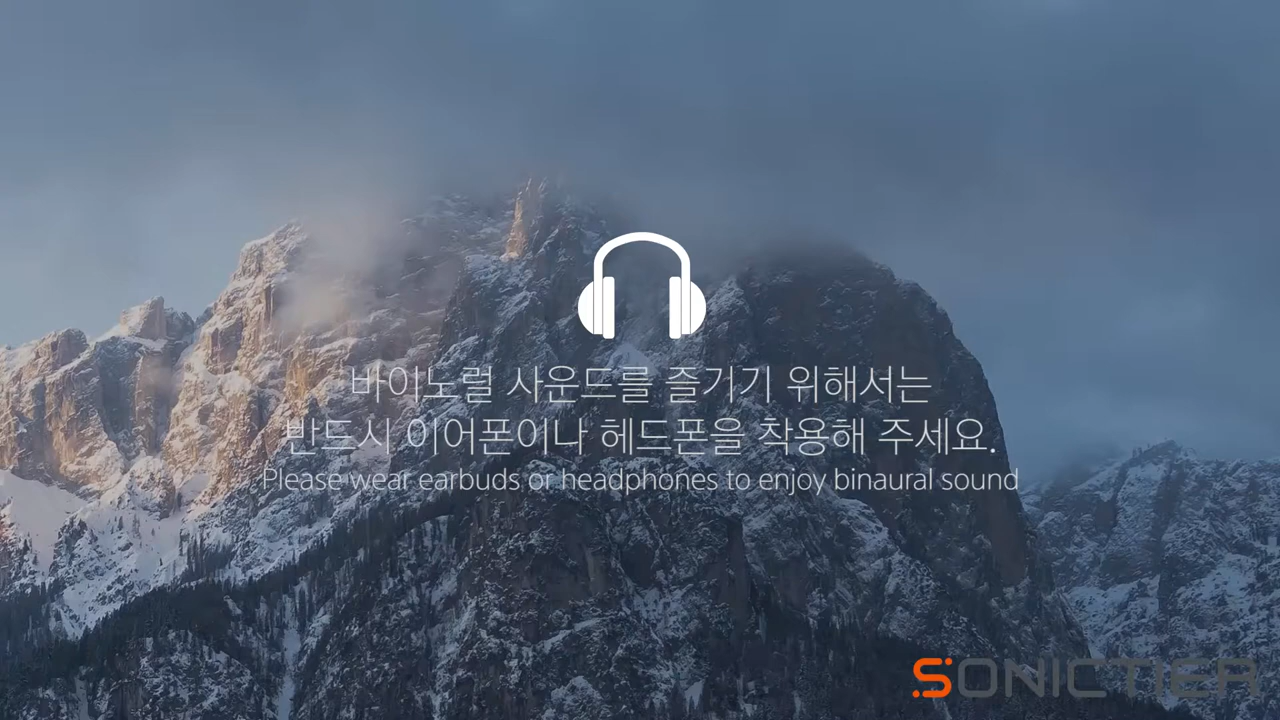 바이노럴 사운드를 즐기기 위해서는
반드시 이어폰이나 헤드폰을 착용해 주세요.
Please wear earbuds or headphones to enjoy binaural sound
SONICTIER